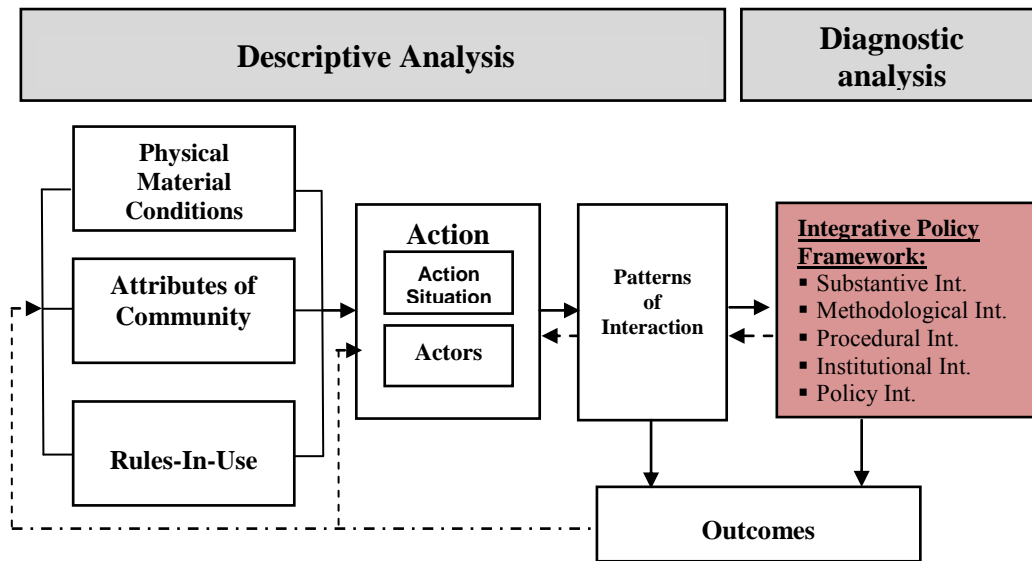 Descriptive Analysis
Diagnostic
analysis
Physical
Material
Conditions
Attributes of
Community
Rules-In-Use
Action
Action
Situation
Actors
Patterns
of
Interaction
Integrative Policy
Framework:
▪ Substantive Int.
▪ Methodological Int.
▪ Procedural Int.
▪ Institutional Int.
▪ Policy Int.
Outcomes